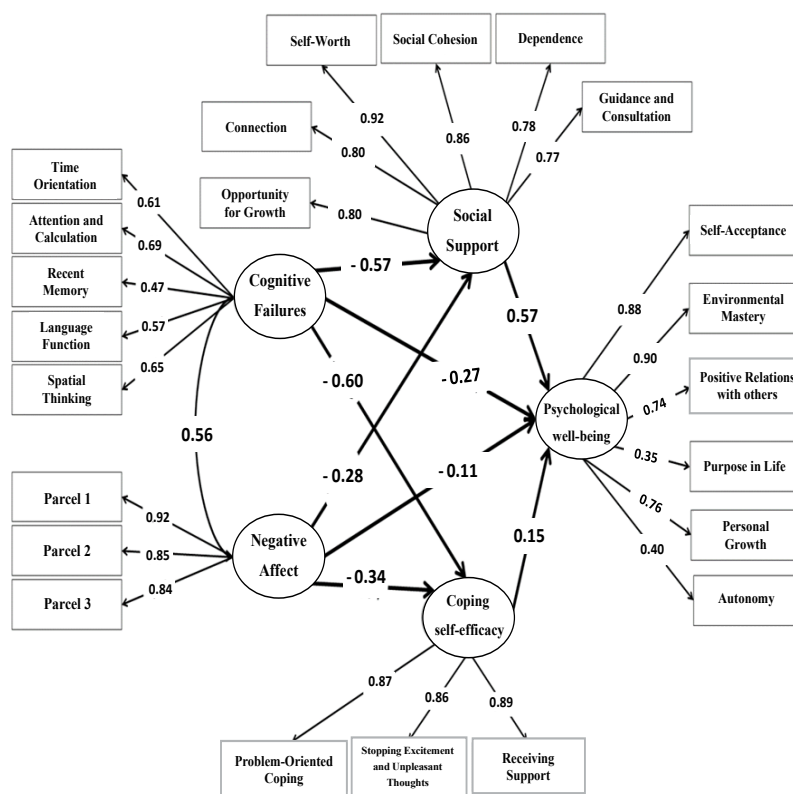 Self-Worth
Social Cohesion
Dependence
Guidance and
Consultation
Connection
Opportunity
for Growth
0.92
0.86
0.78
0.77
0.80
0.80
Social
Support
Time
Orientation
Attention and
Calculation
Recent
Memory
Language
Function
Spatial
Thinking
0.61
0.69
0.47
0.57
0.65
Cognitive
Failures
- 0.57
- 0.27
- 0.60
0.56
0.57
Parcel 1
Parcel 2
Parcel 3
0.92
0.85
0.84
Negative
Affect
- 0.28
- 0.11
- 0.34
Psychological
well-being
0.88
0.90
0.74
0.35
0.76
0.40
Self-Acceptance
Environmental
Mastery
Positive Relations
with others
Purpose in Life
Personal
Growth
Autonomy
0.15
Coping
self-efficacy
0.87
0.86
0.89
Problem-Oriented
Coping
Stopping Excitement
and Unpleasant
Thoughts
Receiving
Support